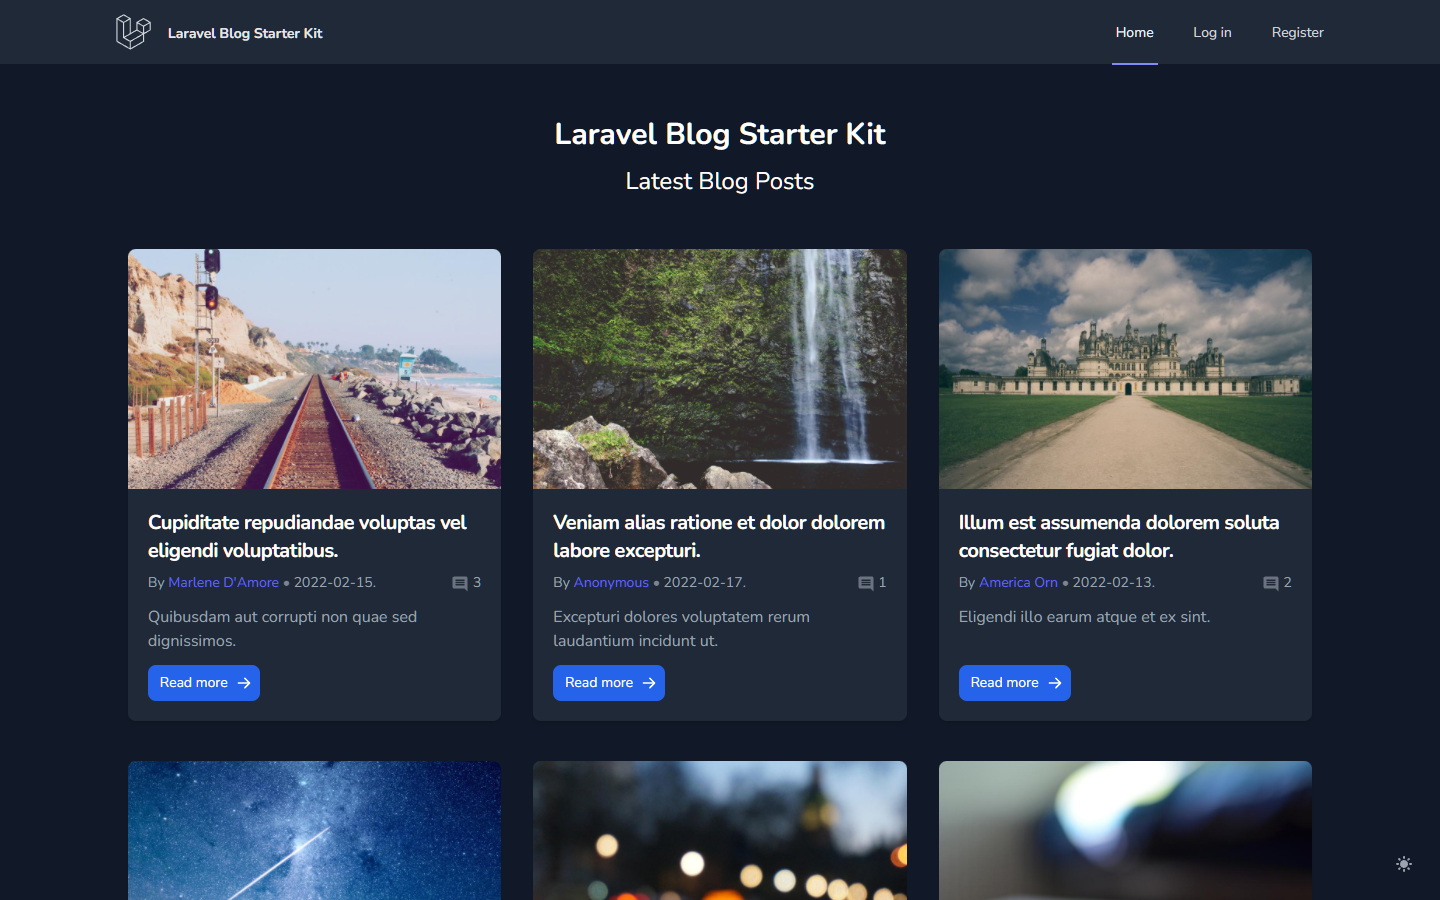 Laravel Blog Starter Kit
Home
Log in
Register
Laravel Blog Starter Kit
Latest Blog Posts
Cupiditate repudiandae voluptas vel
eligendi voluptatibus.
By Marlene D'Amore • 2022-02-15.
3
Quibusdam aut corrupti non quae sed
dignissimos.
Read more
Veniam alias ratione et dolor dolorem
labore excepturi.
By Anonymous • 2022-02-17.
1
Excepturi dolores voluptatem rerum
laudantium incidunt ut.
Read more
Illum est assumenda dolorem soluta
consectetur fugiat dolor.
By America Orn • 2022-02-13.
2
Eligendi illo earum atque et ex sint.
Read more